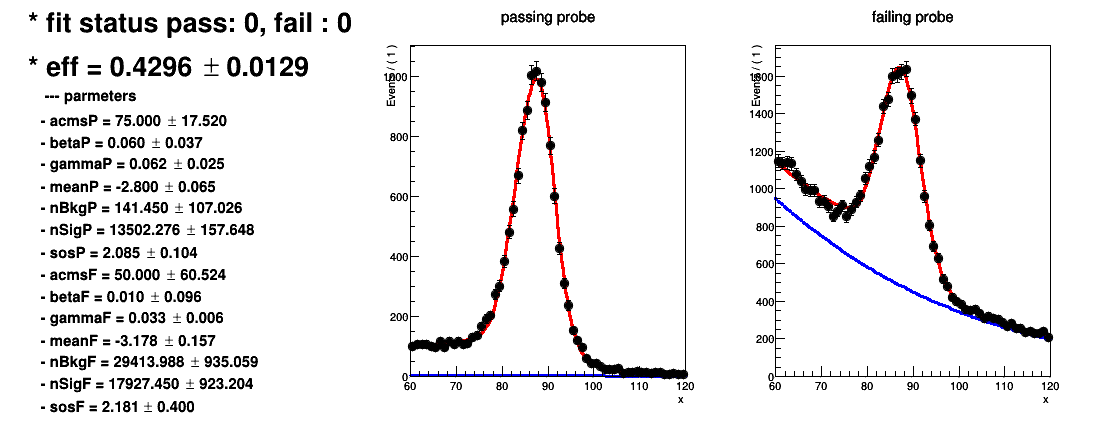 * fit status pass: 0, fail : 0
* eff = 0.4296 ± 0.0129
--- parmeters
- acmsP = 75.000 ± 17.520
- betaP = 0.060 ± 0.037
- gammaP = 0.062 ± 0.025
- meanP = -2.800 ± 0.065
- nBkgP = 141.450 ± 107.026
- nSigP = 13502.276 ± 157.648
- sosP = 2.085 ± 0.104
- acmsF = 50.000 ± 60.524
- betaF = 0.010 ± 0.096
- gammaF = 0.033 ± 0.006
- meanF = -3.178 ± 0.157
- nBkgF = 29413.988 ± 935.059
- nSigF = 17927.450 ± 923.204
- sosF = 2.181 ± 0.400
passing probe
Events / ( 1 )
1000
800
600
400
200
0
60 70 80 90 100 110 120
x
failing probe
Events / ( 1 )
1600
1400
1200
1000
800
600
400
200
0
60 70 80 90 100 110 120
x